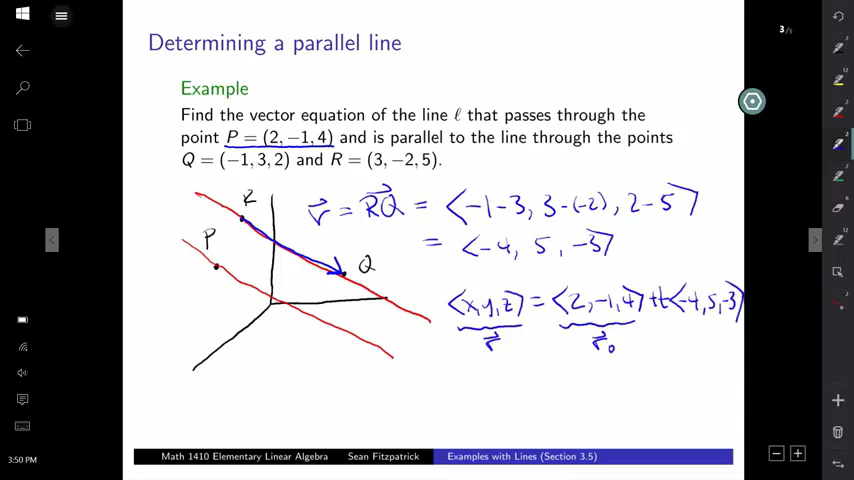 3/5
Determining a parallel line
Example
Find the vector equation of the line ℓ that passes through the
point P = (2, −1, 4) and is parallel to the line through the points
Q = (−1, 3, 2) and R = (3, −2, 5).
R
P
Q
v⃗ = RQ⃗ = ⟨-1-3, 3-(-2), 2-5⟩
= ⟨-4, 5, -3⟩
⟨x,y,z⟩ = ⟨2,-1,4⟩ + t⟨-4,5,-3⟩
r⃗ r⃗₀
Math 1410 Elementary Linear Algebra Sean Fitzpatrick Examples with Lines (Section 3.5)
3:50 PM